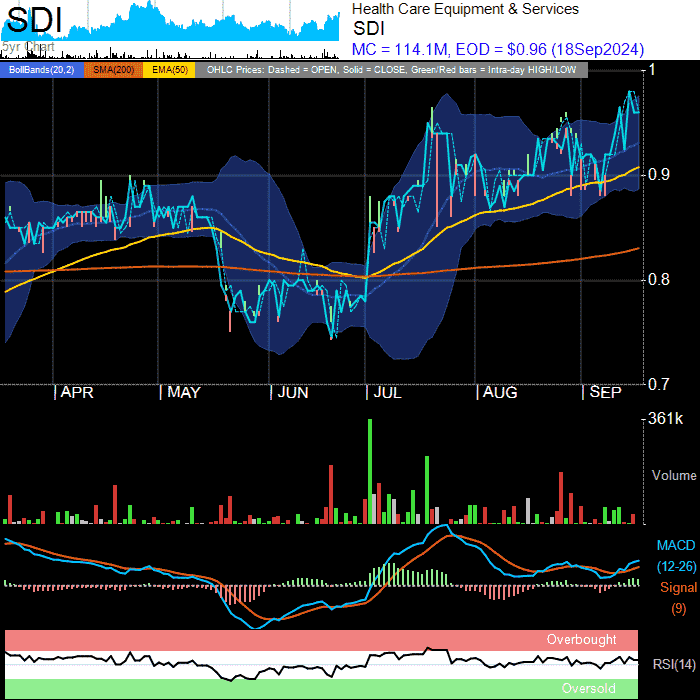 SDI
5yr Chart
Health Care Equipment & Services
SDI
MC = 114.1M, EOD = $0.96 (18Sep2024)
BollBands(20,2) SMA(200) EMA(50) OHLC Prices: Dashed = OPEN, Solid = CLOSE, Green/Red bars = Intra-day HIGH/LOW
1
0.9
0.8
0.7
APR MAY JUN JUL AUG SEP
361k
Volume
MACD
(12-26)
Signal
(9)
Overbought
RSI(14)
Oversold